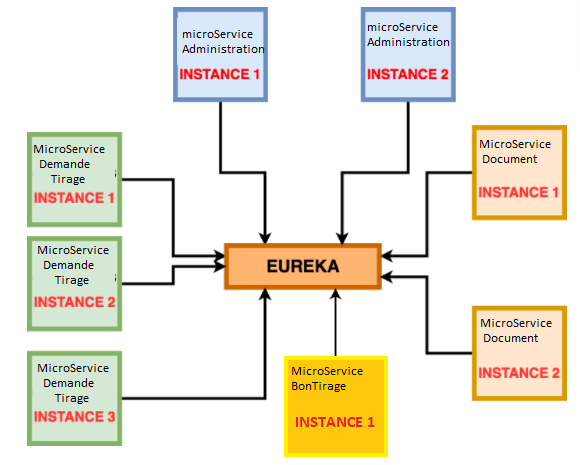 microService
Administration
INSTANCE 1
microService
Administration
INSTANCE 2
MicroService
Demande
Tirage
INSTANCE 1
MicroService
Document
INSTANCE 1
MicroService
Demande
Tirage
INSTANCE 2
EUREKA
MicroService
Document
INSTANCE 2
MicroService
Demande
Tirage
INSTANCE 3
MicroService
BonTirage
INSTANCE 1